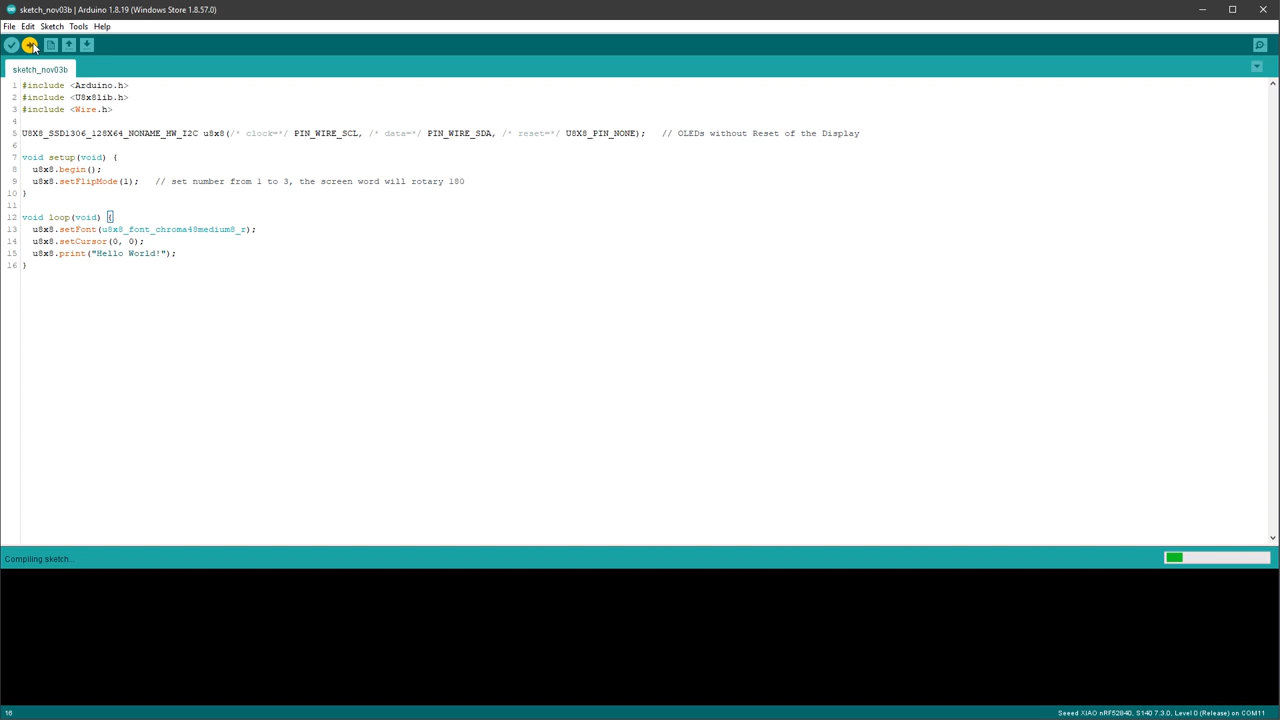 sketch_nov03b | Arduino 1.8.19 (Windows Store 1.8.57.0)
File Edit Sketch Tools Help
sketch_nov03b
1 #include <Arduino.h>
2 #include <U8x8lib.h>
3 #include <Wire.h>
4
5 U8X8_SSD1306_128X64_NONAME_HW_I2C u8x8(/* clock=*/ PIN_WIRE_SCL, /* data=*/ PIN_WIRE_SDA, /* reset=*/ U8X8_PIN_NONE);   // OLEDs without Reset of the Display
6
7 void setup(void) {
8   u8x8.begin();
9   u8x8.setFlipMode(1);   // set number from 1 to 3, the screen word will rotary 180
10 }
11
12 void loop(void) {
13   u8x8.setFont(u8x8_font_chroma48medium8_r);
14   u8x8.setCursor(0, 0);
15   u8x8.print("Hello World!");
16 }
Compiling sketch...
16 Seeed XIAO nRF52840, S140 7.3.0, Level 0 (Release) on COM11